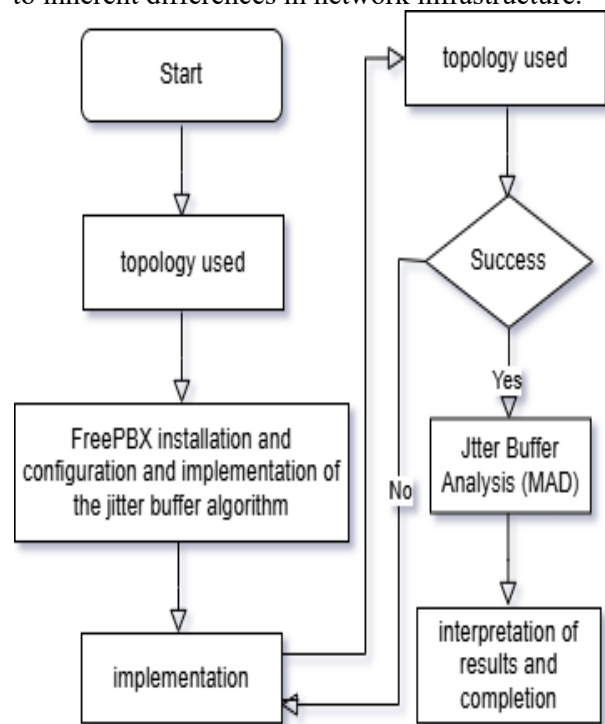 to inherent differences in network infrastructure.
Start
topology used
FreePBX installation and
configuration and implementation of
the jitter buffer algorithm
implementation
topology used
Success
Yes
No
Jtter Buffer
Analysis (MAD)
interpretation of
results and
completion